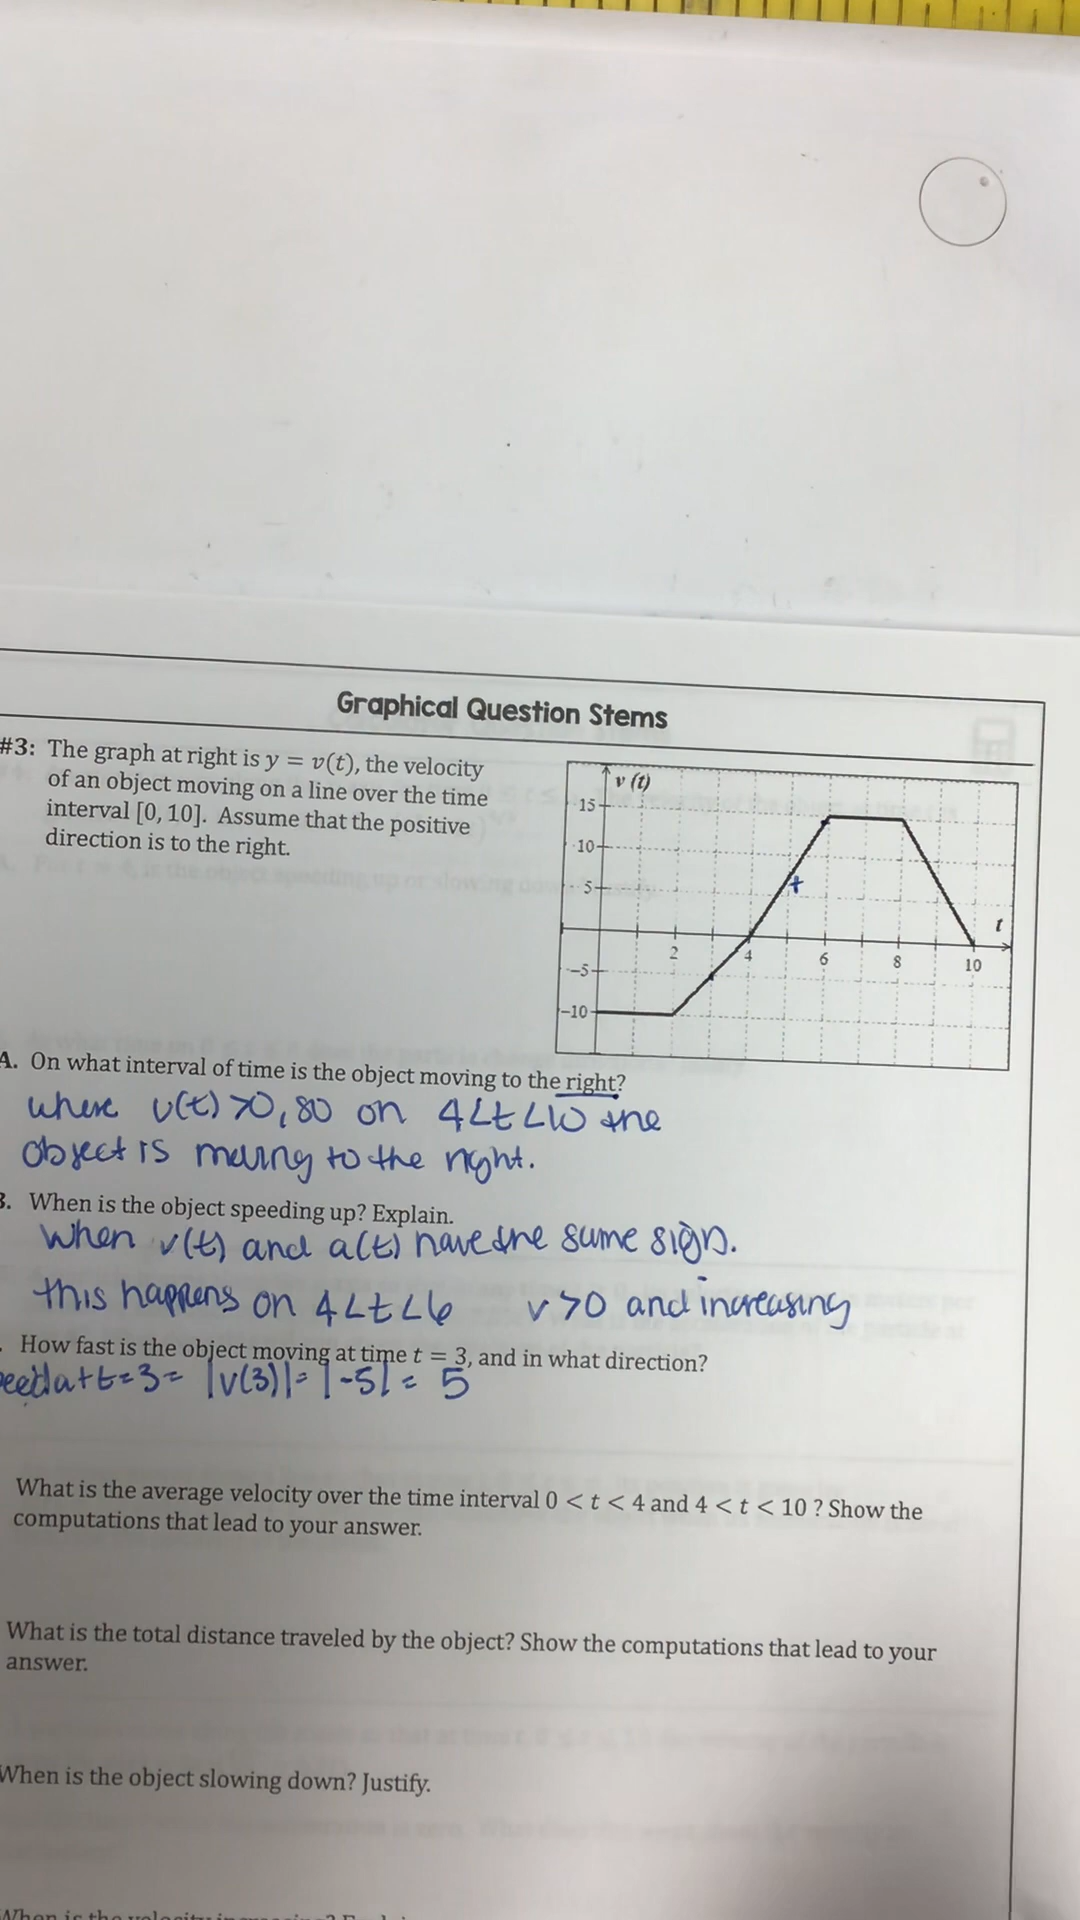 Graphical Question Stems
#3: The graph at right is y = v(t), the velocity
of an object moving on a line over the time
interval [0, 10]. Assume that the positive
direction is to the right.
v (t)
15
10
5
-5
-10
2
4
6
8
10
t
+
A. On what interval of time is the object moving to the right?
where v(t) >0, so on 4<t<10 the
object is moving to the right.
3. When is the object speeding up? Explain.
When v(t) and a(t) have the same sign.
this happens on 4<t<6 v>0 and increasing
How fast is the object moving at time t = 3, and in what direction?
eed at t=3= |v(3)|= |-5| = 5
What is the average velocity over the time interval 0 < t < 4 and 4 < t < 10 ? Show the
computations that lead to your answer.
What is the total distance traveled by the object? Show the computations that lead to your
answer.
When is the object slowing down? Justify.
When is the velocity